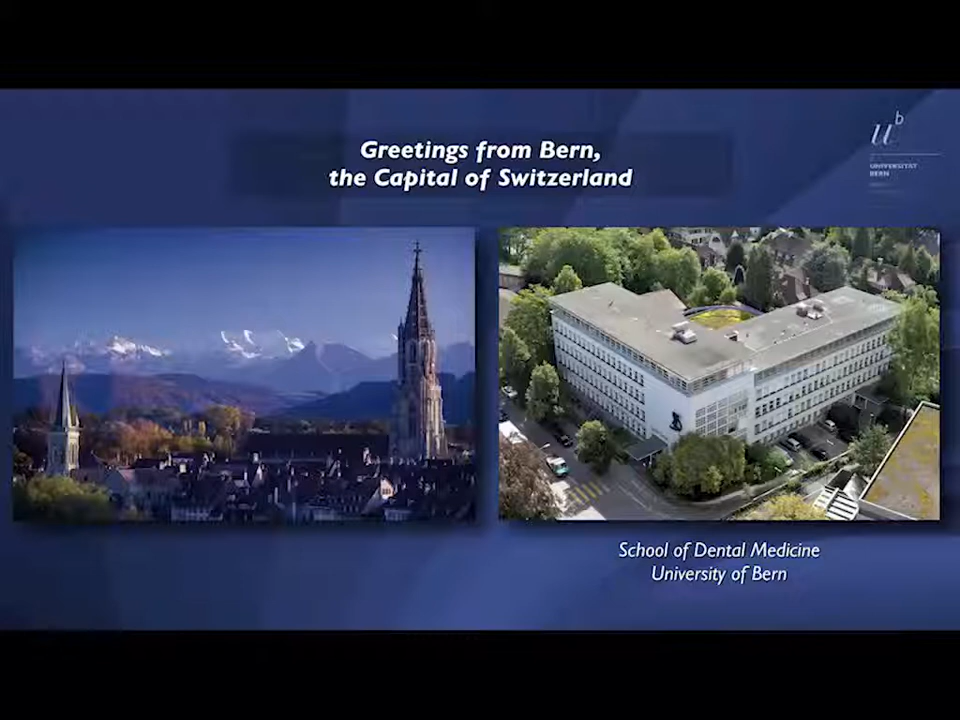 Greetings from Bern,
the Capital of Switzerland
u
b
UNIVERSITÄT
BERN
School of Dental Medicine
University of Bern